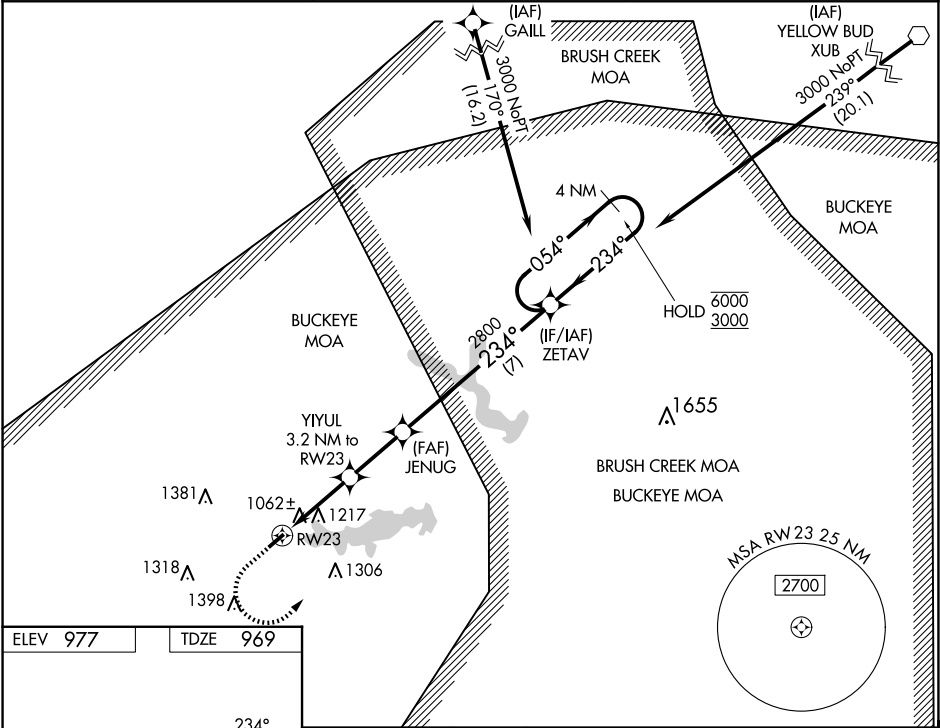 (IAF)
GAILL
(IAF)
YELLOW BUD
XUB
BRUSH CREEK
MOA
3000 NoPT
170°
(16.2)
3000 NoPT
239°
(20.1)
4 NM
BUCKEYE
MOA
054°
234°
HOLD 6000
3000
BUCKEYE
MOA
2800
234°
(7)
(IF/IAF)
ZETAV
1655
YIYUL
3.2 NM to
RW23
(FAF)
JENUG
BRUSH CREEK MOA
BUCKEYE MOA
1381
1062±
1217
RW23
MSA RW23 25 NM
2700
1318
1306
1398
ELEV 977
TDZE 969
234°